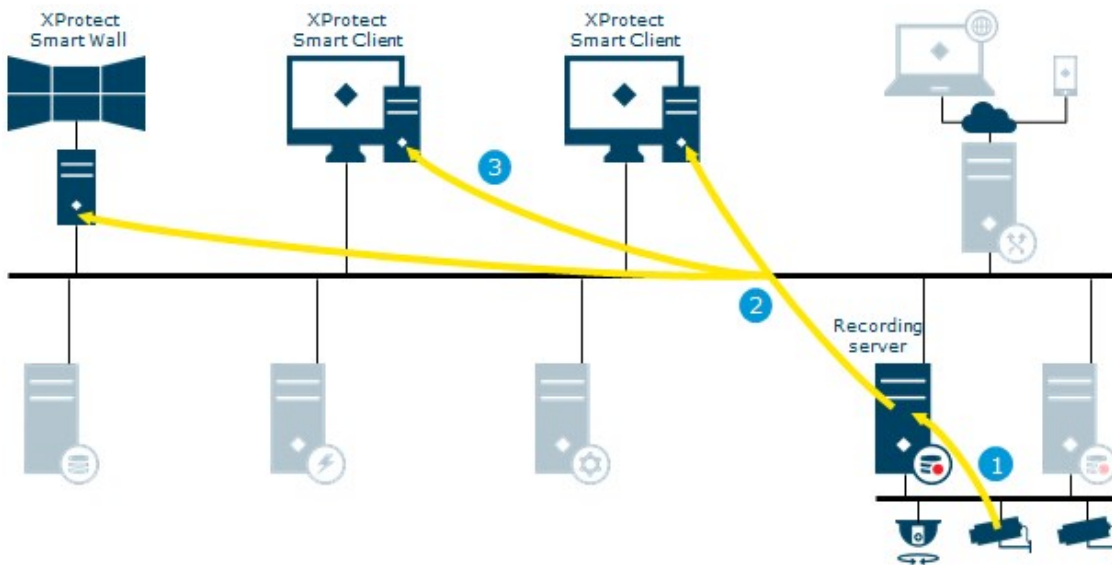 XProtect
Smart Wall
XProtect
Smart Client
XProtect
Smart Client
3
2
Recording
server
1